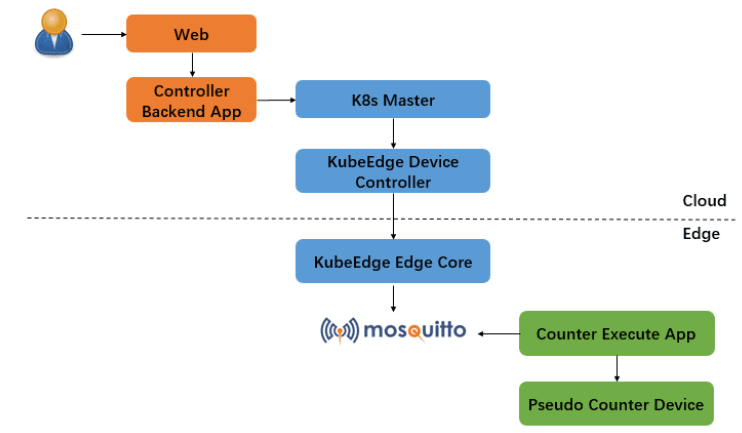 Web
Controller
Backend App
K8s Master
KubeEdge Device
Controller
Cloud
Edge
KubeEdge Edge Core
mosquitto
Counter Execute App
Pseudo Counter Device